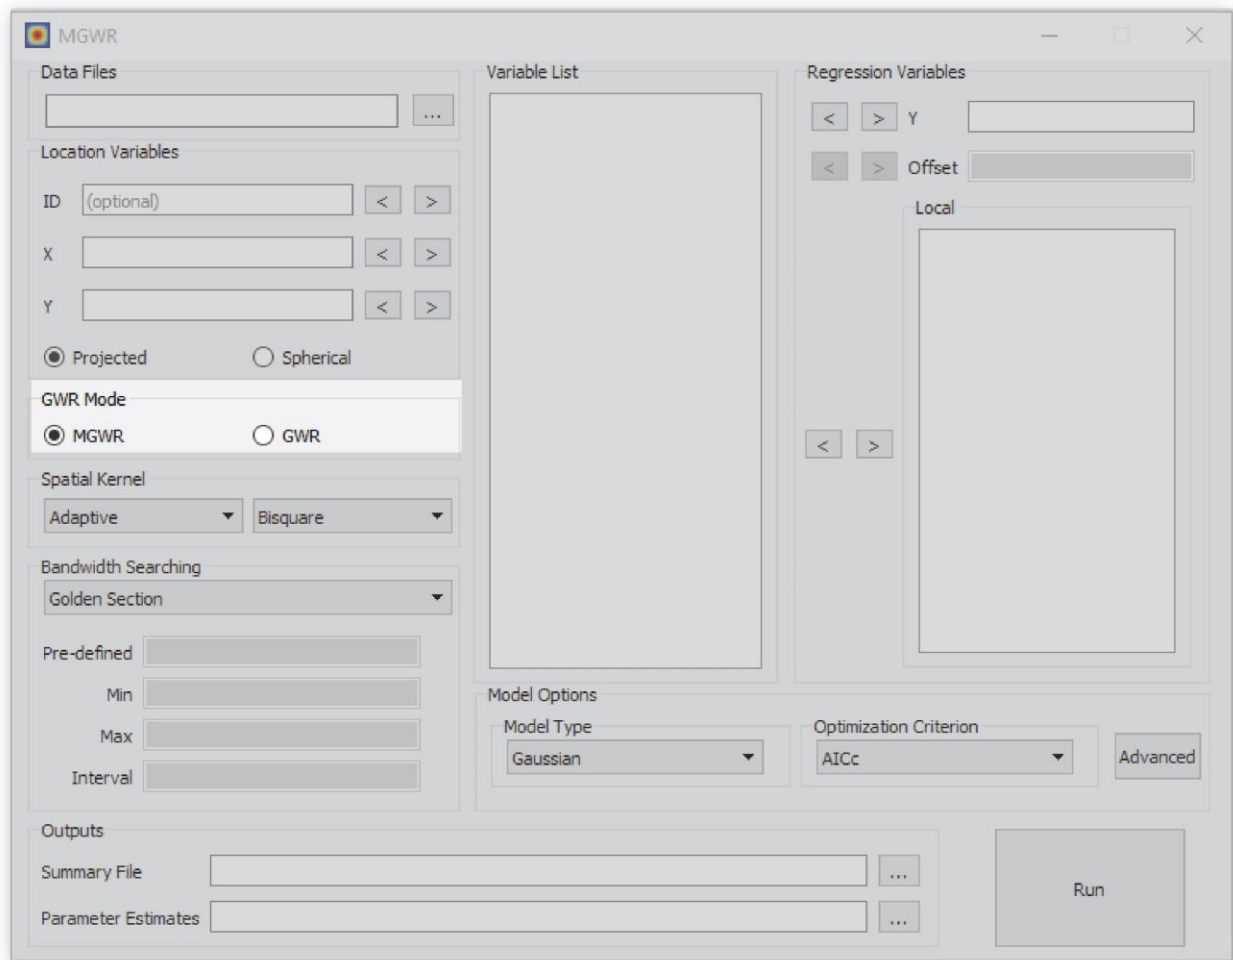 MGWR
Data Files
...
Location Variables
ID (optional) < >
X < >
Y < >
Projected Spherical
GWR Mode
MGWR GWR
Spatial Kernel
Adaptive Bisquare
Bandwidth Searching
Golden Section
Pre-defined
Min
Max
Interval
Variable List
Regression Variables
< > Y
< > Offset
Local
< >
Model Options
Model Type
Gaussian
Optimization Criterion
AICc
Advanced
Outputs
Summary File ...
Parameter Estimates ...
Run